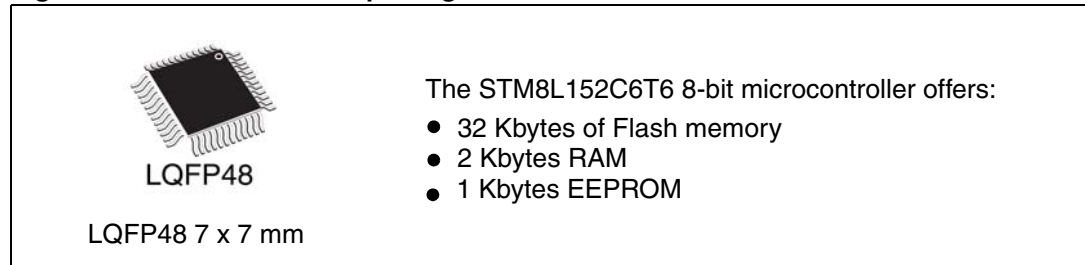 The STM8L152C6T6 8-bit microcontroller offers:
• 32 Kbytes of Flash memory
• 2 Kbytes RAM
• 1 Kbytes EEPROM
LQFP48
LQFP48 7 x 7 mm